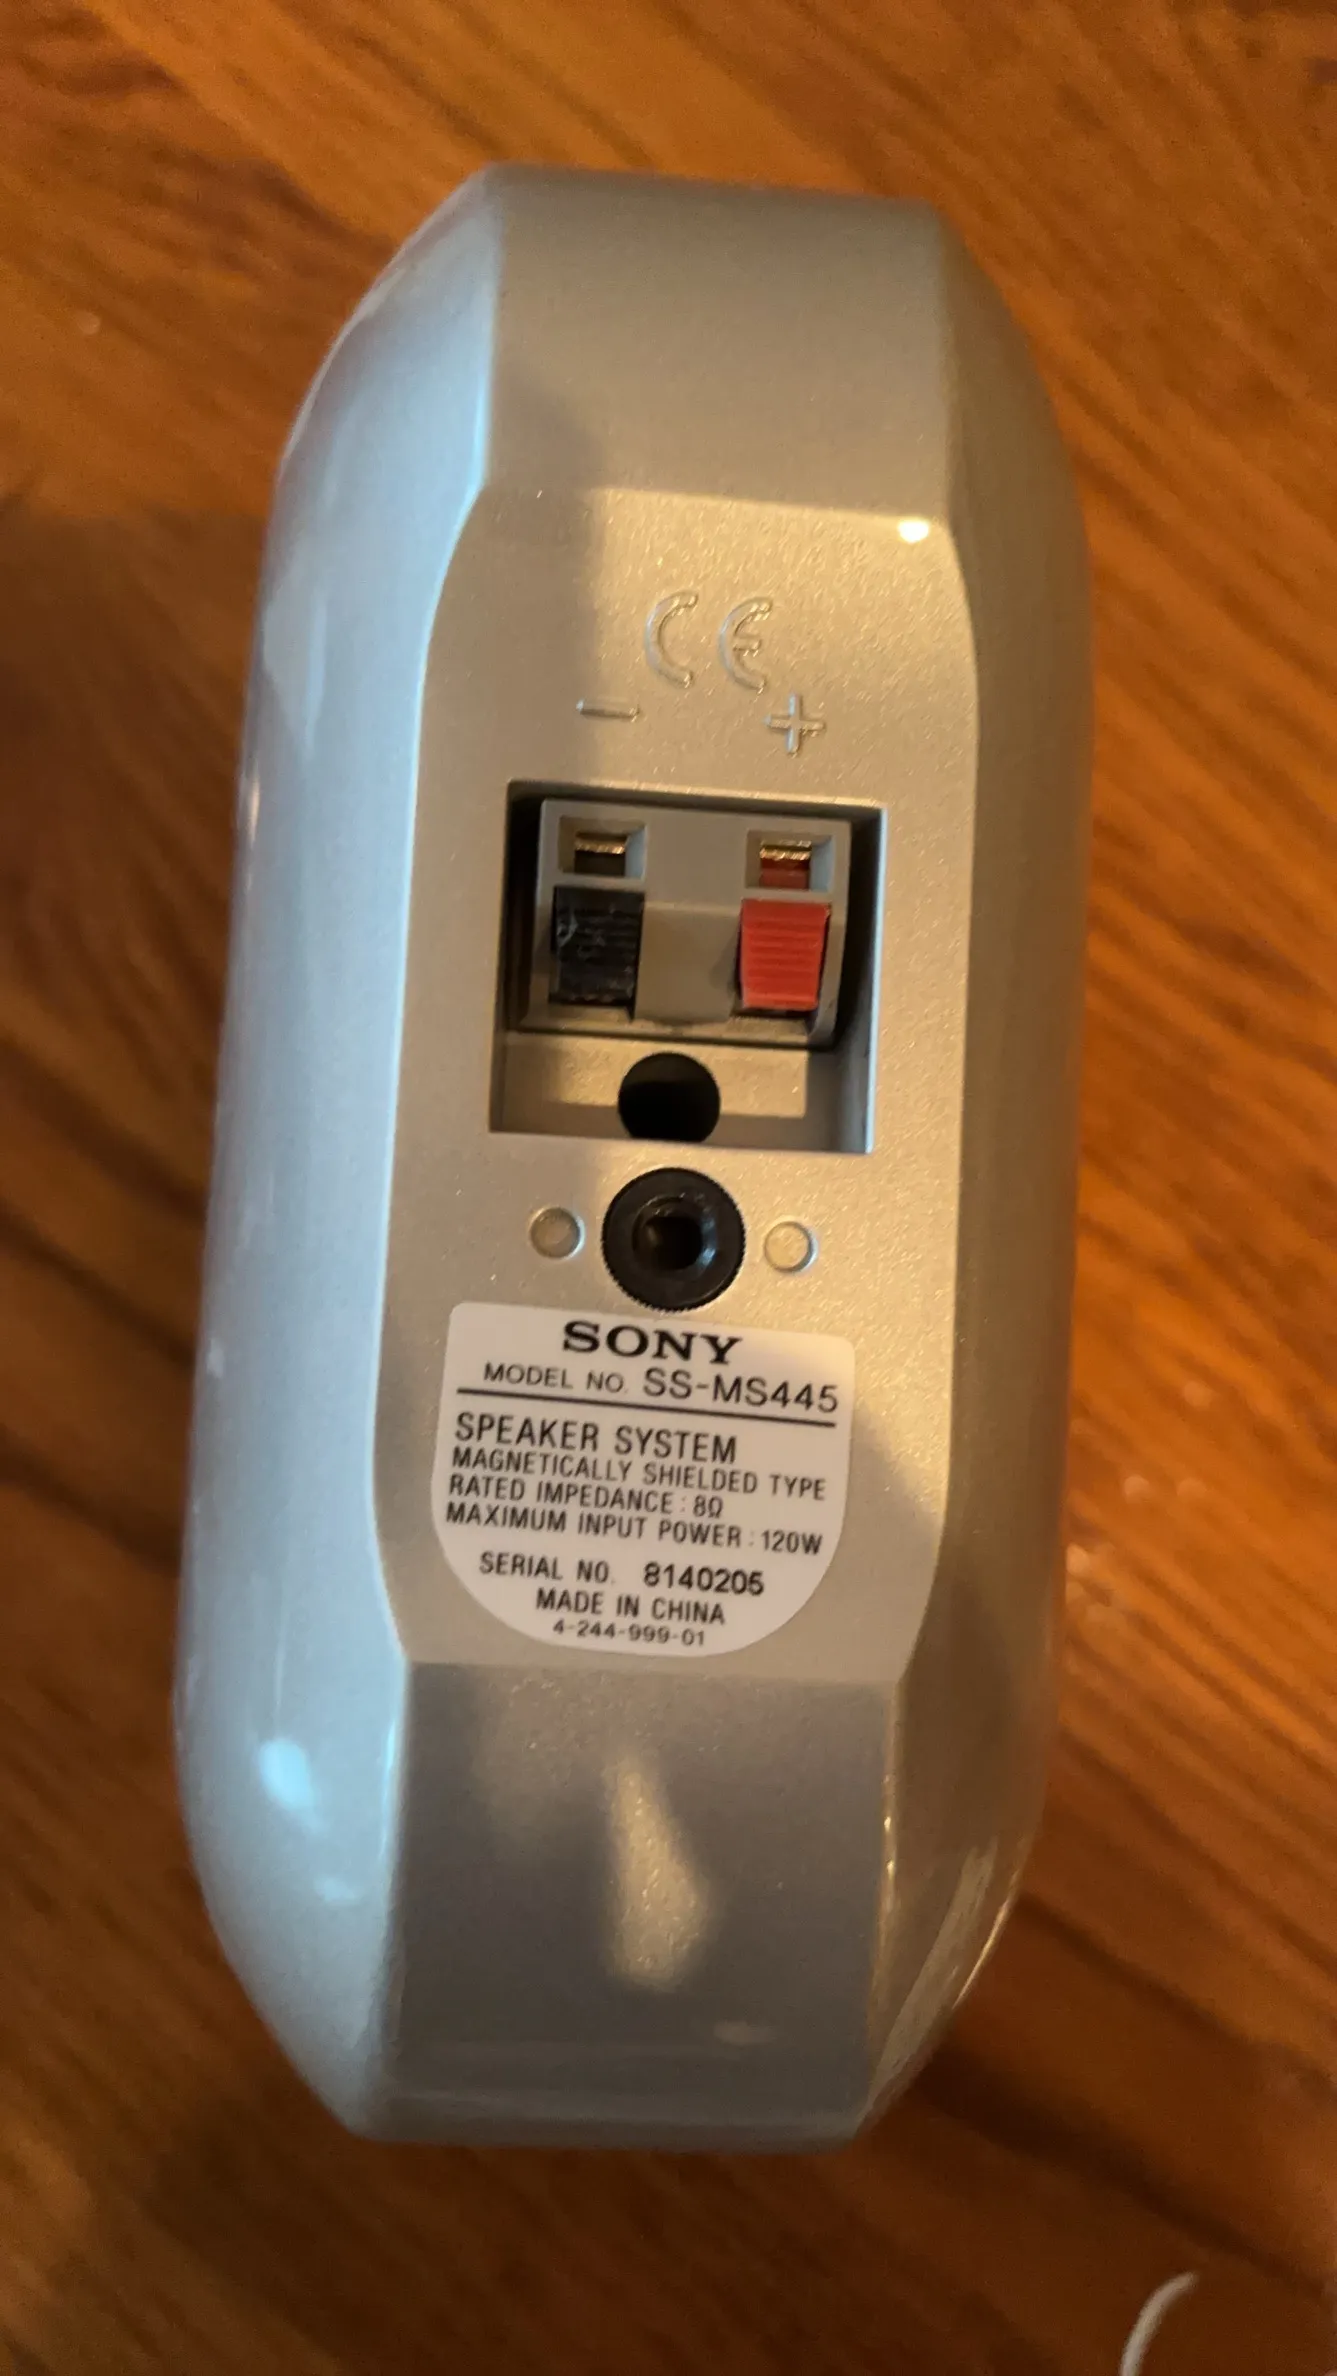 CE
- +
SONY
MODEL NO. SS-MS445
SPEAKER SYSTEM
MAGNETICALLY SHIELDED TYPE
RATED IMPEDANCE : 8Ω
MAXIMUM INPUT POWER : 120W
SERIAL NO. 8140205
MADE IN CHINA
4-244-999-01